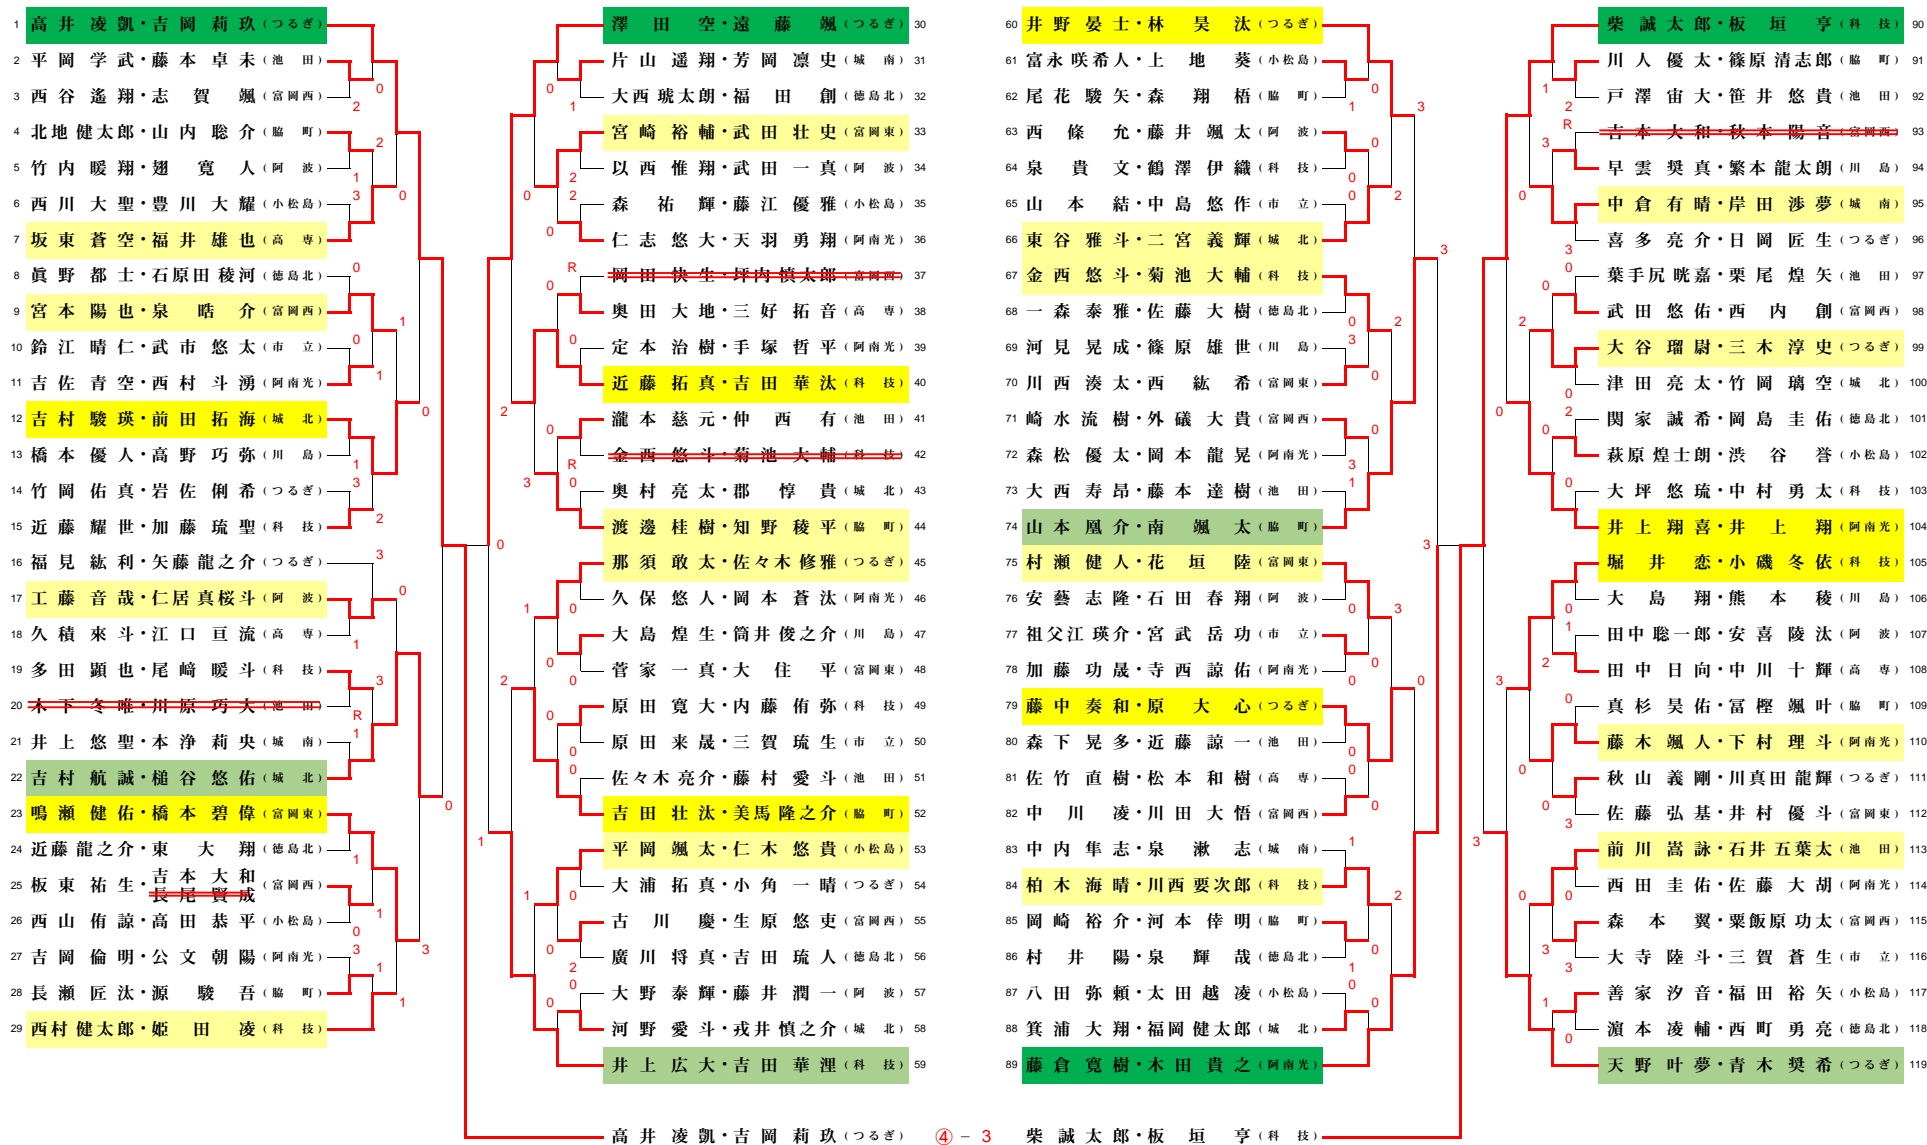 1 高井凌凱・吉岡莉玖（つるぎ）
2 平岡学武・藤本卓未（池田）
3 西谷遙翔・志賀颯（富岡西）
4 北地健太郎・山内聡介（脇町）
5 竹内暖翔・翅寛人（阿波）
6 西川大聖・豊川大耀（小松島）
7 坂東蒼空・福井雄也（高専）
8 眞野都士・石原田稜河（徳島北）
9 宮本陽也・泉晧介（富岡西）
10 鈴江晴仁・武市悠太（市立）
11 吉佐青空・西村斗湧（阿南光）
12 吉村駿瑛・前田拓海（城北）
13 橋本優人・高野巧弥（川島）
14 竹岡佑真・岩佐俐希（つるぎ）
15 近藤耀世・加藤琉聖（科技）
16 福見紘利・矢藤龍之介（つるぎ）
17 工藤音哉・仁居真桜斗（阿波）
18 久積來斗・江口亘流（高専）
19 多田顕也・尾﨑暖斗（科技）
20 木下冬唯・川原巧大（池田）
21 井上悠聖・本浄莉央（城南）
22 吉村航誠・槌谷悠佑（城北）
23 鳴瀬健佑・橋本碧偉（富岡東）
24 近藤龍之介・東大翔（徳島北）
25 板東祐生・吉本大和（富岡西）
長尾賢成
26 西山侑諒・高田恭平（小松島）
27 吉岡倫明・公文朝陽（阿南光）
28 長瀬匠汰・源駿吾（脇町）
29 西村健太郎・姫田凌（科技）
澤田空・遠藤颯（つるぎ） 30
片山遥翔・芳岡凛史（城南） 31
大西琥太朗・福田創（徳島北） 32
宮崎裕輔・武田壮史（富岡東） 33
以西惟翔・武田一真（阿波） 34
森祐輝・藤江優雅（小松島） 35
仁志悠大・天羽勇翔（阿南光） 36
岡田快生・坪内慎太郎（富岡西） 37
奥田大地・三好拓音（高専） 38
定本治樹・手塚哲平（阿南光） 39
近藤拓真・吉田華汰（科技） 40
瀧本慈元・仲西有（池田） 41
金西悠斗・菊池大輔（科技） 42
奥村亮太・郡惇貴（城北） 43
渡邊桂樹・知野稜平（脇町） 44
那須敢太・佐々木修雅（つるぎ） 45
久保悠人・岡本蒼汰（阿南光） 46
大島煌生・筒井俊之介（川島） 47
菅家一真・大住平（富岡東） 48
原田寛大・内藤侑弥（科技） 49
原田来晟・三賀琉生（市立） 50
佐々木亮介・藤村愛斗（池田） 51
吉田壮汰・美馬隆之介（脇町） 52
平岡颯太・仁木悠貴（小松島） 53
大浦拓真・小角一晴（つるぎ） 54
古川慶・生原悠吏（富岡西） 55
廣川将真・吉田琉人（徳島北） 56
大野泰輝・藤井潤一（阿波） 57
河野愛斗・戎井慎之介（城北） 58
井上広大・吉田華浬（科技） 59
60 井野晏士・林昊汰（つるぎ）
61 富永咲希人・上地葵（小松島）
62 尾花駿矢・森翔梧（脇町）
63 西條允・藤井颯太（阿波）
64 泉貴文・鶴澤伊織（科技）
65 山本結・中島悠作（市立）
66 東谷雅斗・二宮義輝（城北）
67 金西悠斗・菊池大輔（科技）
68 一森泰雅・佐藤大樹（徳島北）
69 河見晃成・篠原雄世（川島）
70 川西湊太・西紘希（富岡東）
71 崎水流樹・外礒大貴（富岡西）
72 森松優太・岡本龍晃（阿南光）
73 大西寿昂・藤本達樹（池田）
74 山本凰介・南颯太（脇町）
75 村瀬健人・花垣陸（富岡東）
76 安藝志隆・石田春翔（阿波）
77 祖父江瑛介・宮武岳功（市立）
78 加藤功晟・寺西諒佑（阿南光）
79 藤中奏和・原大心（つるぎ）
80 森下晃多・近藤諒一（池田）
81 佐竹直樹・松本和樹（高専）
82 中川凌・川田大悟（富岡西）
83 中内隼志・泉漱志（城南）
84 柏木海晴・川西要次郎（科技）
85 岡崎裕介・河本倖明（脇町）
86 村井陽・泉輝哉（徳島北）
87 八田弥頼・太田越凌（小松島）
88 箕浦大翔・福岡健太郎（城北）
89 藤倉寛樹・木田貴之（阿南光）
柴誠太郎・板垣亨（科技） 90
川人優太・篠原清志郎（脇町） 91
戸澤宙大・笹井悠貴（池田） 92
吉本大和・秋本陽音（富岡西） 93
早雲奨真・繁本龍太朗（川島） 94
中倉有晴・岸田渉夢（城南） 95
喜多亮介・日岡匠生（つるぎ） 96
葉手尻晄嘉・栗尾煌矢（池田） 97
武田悠佑・西内創（富岡西） 98
大谷瑠尉・三木淳史（つるぎ） 99
津田亮太・竹岡璃空（城北） 100
関家誠希・岡島圭佑（徳島北） 101
萩原煌士朗・渋谷誉（小松島） 102
大坪悠琉・中村勇太（科技） 103
井上翔喜・井上翔（阿南光） 104
堀井恋・小磯冬依（科技） 105
大島翔・熊本稜（川島） 106
田中聡一郎・安喜陵汰（阿波） 107
田中日向・中川十輝（高専） 108
真杉昊佑・冨樫颯叶（脇町） 109
藤木颯人・下村理斗（阿南光） 110
秋山義剛・川真田龍輝（つるぎ） 111
佐藤弘基・井村優斗（富岡東） 112
前川嵩詠・石井五葉太（池田） 113
西田圭佑・佐藤大胡（阿南光） 114
森本翼・粟飯原功太（富岡西） 115
大寺陸斗・三賀蒼生（市立） 116
善家汐音・福田裕矢（小松島） 117
濵本凌輔・西町勇亮（徳島北） 118
天野叶夢・青木奨希（つるぎ） 119
高井凌凱・吉岡莉玖（つるぎ） ④ － 3 柴誠太郎・板垣亨（科技）